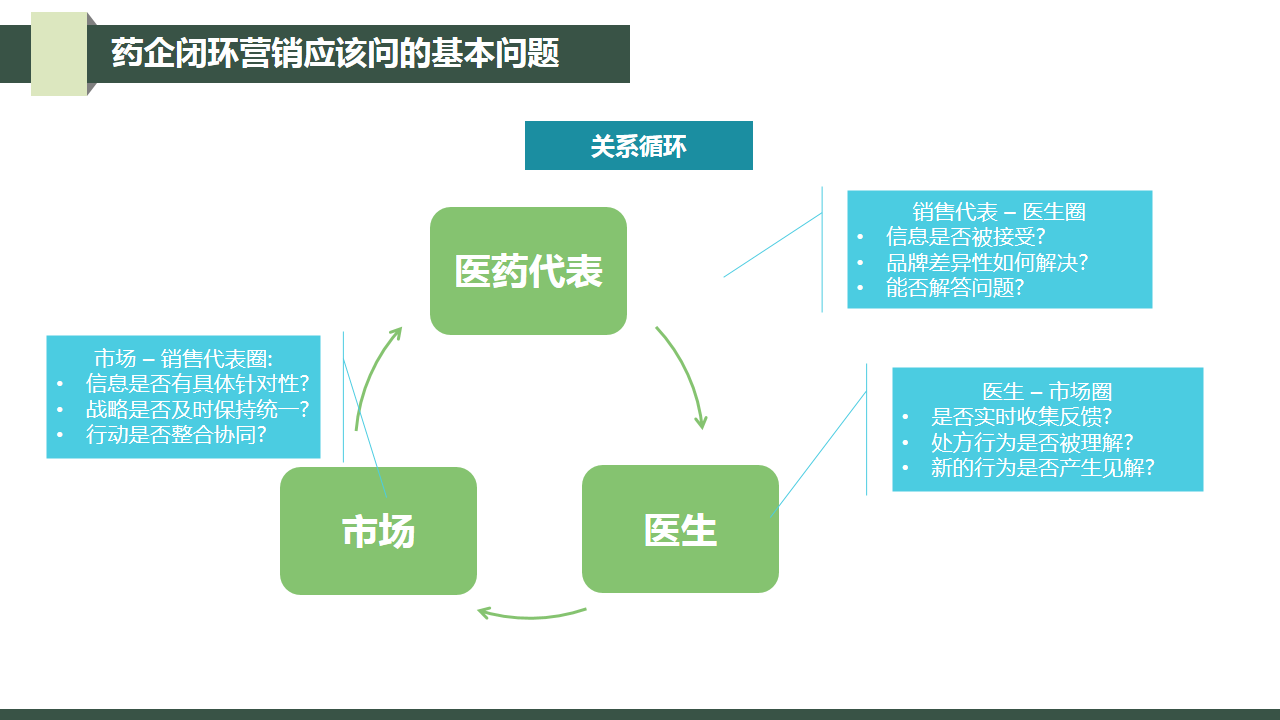 药企闭环营销应该问的基本问题
关系循环
医药代表
销售代表 – 医生圈
• 信息是否被接受?
• 品牌差异性如何解决?
• 能否解答问题?
市场 – 销售代表圈:
• 信息是否有具体针对性?
• 战略是否及时保持统一?
• 行动是否整合协同?
医生 – 市场圈
• 是否实时收集反馈?
• 处方行为是否被理解?
• 新的行为是否产生见解?
市场
医生